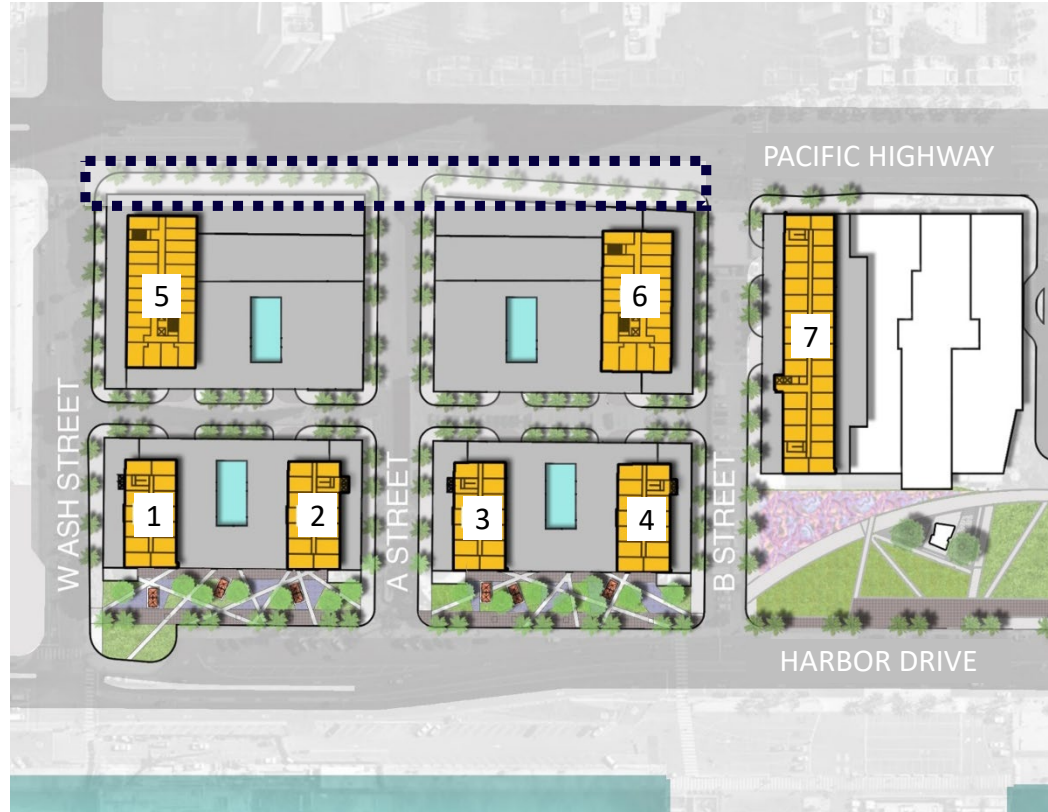 PACIFIC HIGHWAY
5
6
7
W ASH STREET
A STREET
B STREET
1
2
3
4
HARBOR DRIVE